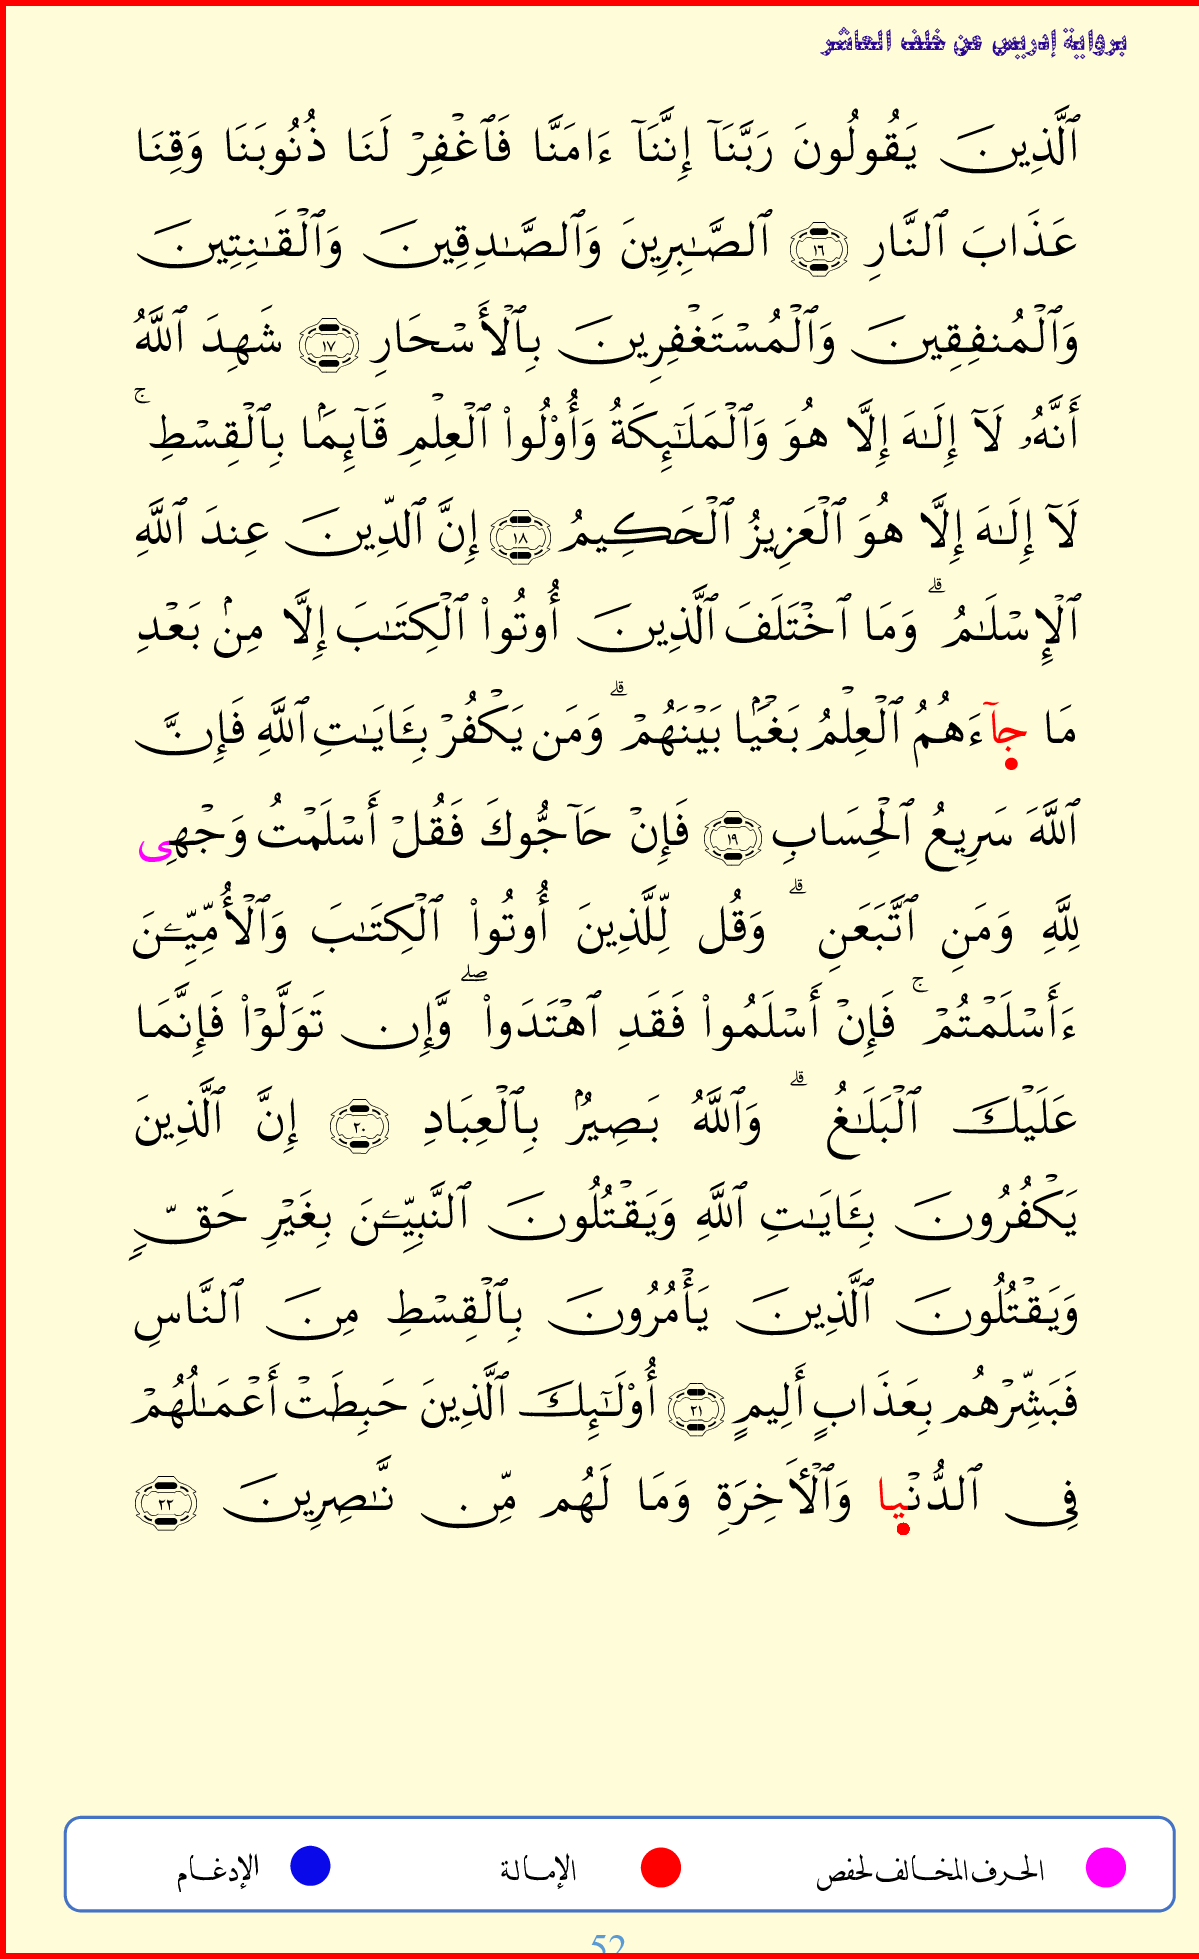 برواية إدريس عن خلف العاشر
ٱلَّذِينَ يَقُولُونَ رَبَّنَآ إِنَّنَآ ءَامَنَّا فَٱغۡفِرۡ لَنَا ذُنُوبَنَا وَقِنَا
عَذَابَ ٱلنَّارِ ١٦ ٱلصَّٰبِرِينَ وَٱلصَّٰدِقِينَ وَٱلۡقَٰنِتِينَ
وَٱلۡمُنفِقِينَ وَٱلۡمُسۡتَغۡفِرِينَ بِٱلۡأَسۡحَارِ ١٧ شَهِدَ ٱللَّهُ
أَنَّهُۥ لَآ إِلَٰهَ إِلَّا هُوَ وَٱلۡمَلَٰٓئِكَةُ وَأُوْلُواْ ٱلۡعِلۡمِ قَآئِمَۢا بِٱلۡقِسۡطِۚ
لَآ إِلَٰهَ إِلَّا هُوَ ٱلۡعَزِيزُ ٱلۡحَكِيمُ ١٨ إِنَّ ٱلدِّينَ عِندَ ٱللَّهِ
ٱلۡإِسۡلَٰمُۗ وَمَا ٱخۡتَلَفَ ٱلَّذِينَ أُوتُواْ ٱلۡكِتَٰبَ إِلَّا مِنۢ بَعۡدِ
مَا جَآءَهُمُ ٱلۡعِلۡمُ بَغۡيَۢا بَيۡنَهُمۡۗ وَمَن يَكۡفُرۡ بِـَٔايَٰتِ ٱللَّهِ فَإِنَّ
ٱللَّهَ سَرِيعُ ٱلۡحِسَابِ ١٩ فَإِنۡ حَآجُّوكَ فَقُلۡ أَسۡلَمۡتُ وَجۡهِي
لِلَّهِ وَمَنِ ٱتَّبَعَنِۗ وَقُل لِّلَّذِينَ أُوتُواْ ٱلۡكِتَٰبَ وَٱلۡأُمِّيِّـۧنَ
ءَأَسۡلَمۡتُمۡۚ فَإِنۡ أَسۡلَمُواْ فَقَدِ ٱهۡتَدَواْۖ وَّإِن تَوَلَّوۡاْ فَإِنَّمَا
عَلَيۡكَ ٱلۡبَلَٰغُۗ وَٱللَّهُ بَصِيرُۢ بِٱلۡعِبَادِ ٢٠ إِنَّ ٱلَّذِينَ
يَكۡفُرُونَ بِـَٔايَٰتِ ٱللَّهِ وَيَقۡتُلُونَ ٱلنَّبِيِّـۧنَ بِغَيۡرِ حَقّٖ
وَيَقۡتُلُونَ ٱلَّذِينَ يَأۡمُرُونَ بِٱلۡقِسۡطِ مِنَ ٱلنَّاسِ
فَبَشِّرۡهُم بِعَذَابٍ أَلِيمٍ ٢١ أُوْلَٰٓئِكَ ٱلَّذِينَ حَبِطَتۡ أَعۡمَٰلُهُمۡ
فِي ٱلدُّنۡيا وَٱلۡأٓخِرَةِ وَمَا لَهُم مِّن نَّٰصِرِينَ ٢٢
الحرف المخالف لحفص الإمالة الإدغام
52